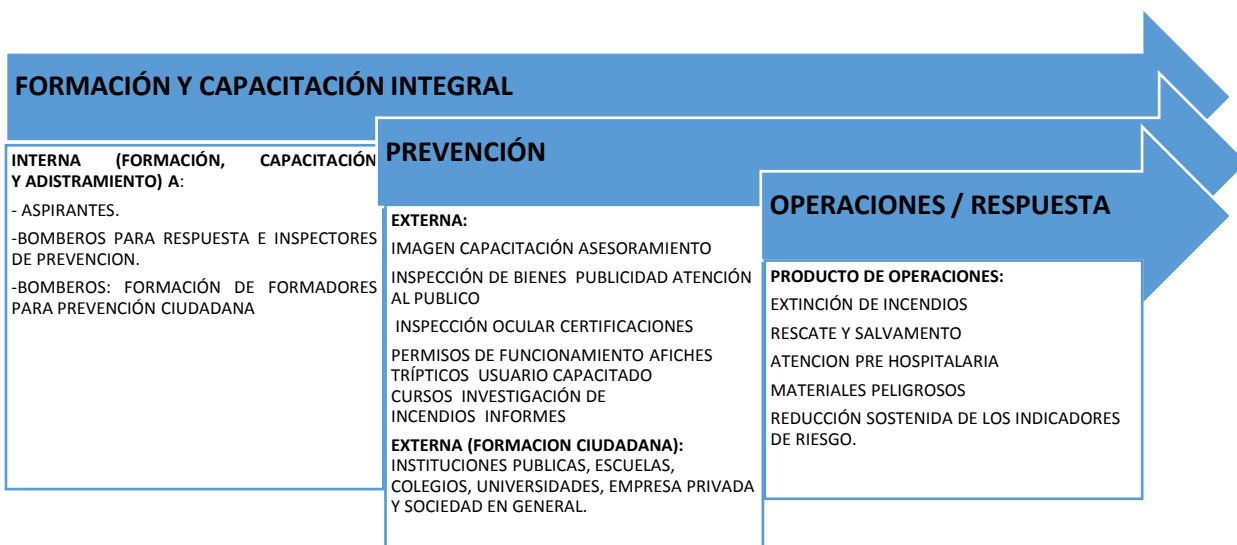 FORMACIÓN Y CAPACITACIÓN INTEGRAL
INTERNA (FORMACIÓN, CAPACITACIÓN
Y ADISTRAMIENTO) A:
- ASPIRANTES.
-BOMBEROS PARA RESPUESTA E INSPECTORES
DE PREVENCION.
-BOMBEROS: FORMACIÓN DE FORMADORES
PARA PREVENCIÓN CIUDADANA
PREVENCIÓN
EXTERNA:
IMAGEN CAPACITACIÓN ASESORAMIENTO
INSPECCIÓN DE BIENES PUBLICIDAD ATENCIÓN
AL PUBLICO
INSPECCIÓN OCULAR CERTIFICACIONES
PERMISOS DE FUNCIONAMIENTO AFICHES
TRÍPTICOS USUARIO CAPACITADO
CURSOS INVESTIGACIÓN DE
INCENDIOS INFORMES
EXTERNA (FORMACION CIUDADANA):
INSTITUCIONES PUBLICAS, ESCUELAS,
COLEGIOS, UNIVERSIDADES, EMPRESA PRIVADA
Y SOCIEDAD EN GENERAL.
OPERACIONES / RESPUESTA
PRODUCTO DE OPERACIONES:
EXTINCIÓN DE INCENDIOS
RESCATE Y SALVAMENTO
ATENCION PRE HOSPITALARIA
MATERIALES PELIGROSOS
REDUCCIÓN SOSTENIDA DE LOS INDICADORES
DE RIESGO.